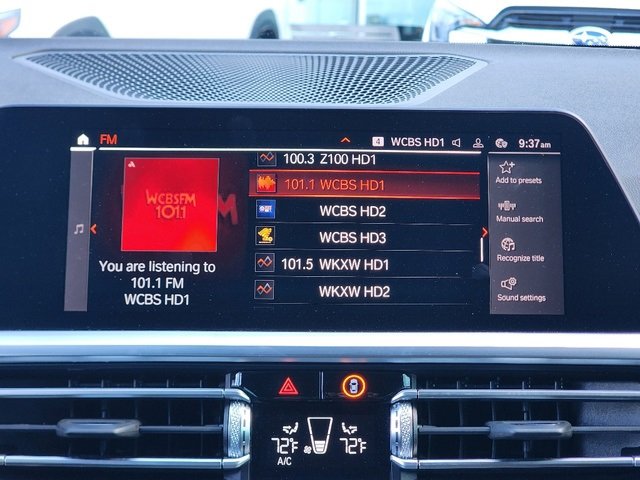 FM
4 WCBS HD1 9:37am
100.3 Z100 HD1
101.1 WCBS HD1
WCBS HD2
WCBS HD3
101.5 WKXW HD1
WKXW HD2
WCBSFM
101.1
You are listening to
101.1 FM
WCBS HD1
Add to presets
Manual search
Recognize title
Sound settings
72°F 72°F
A/C